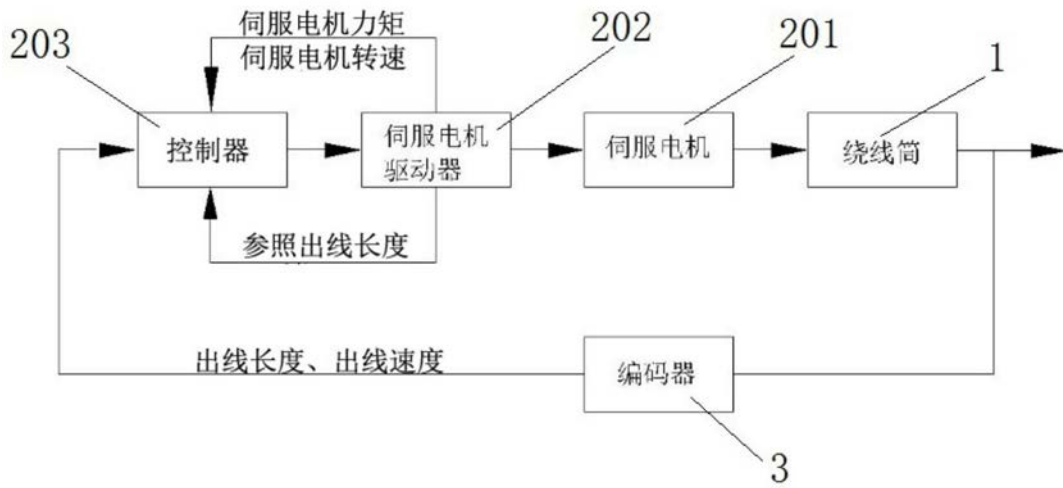 伺服电机力矩
203
202
201
1
伺服电机转速
控制器
伺服电机
驱动器
伺服电机
绕线筒
参照出线长度
出线长度、出线速度
编码器
3